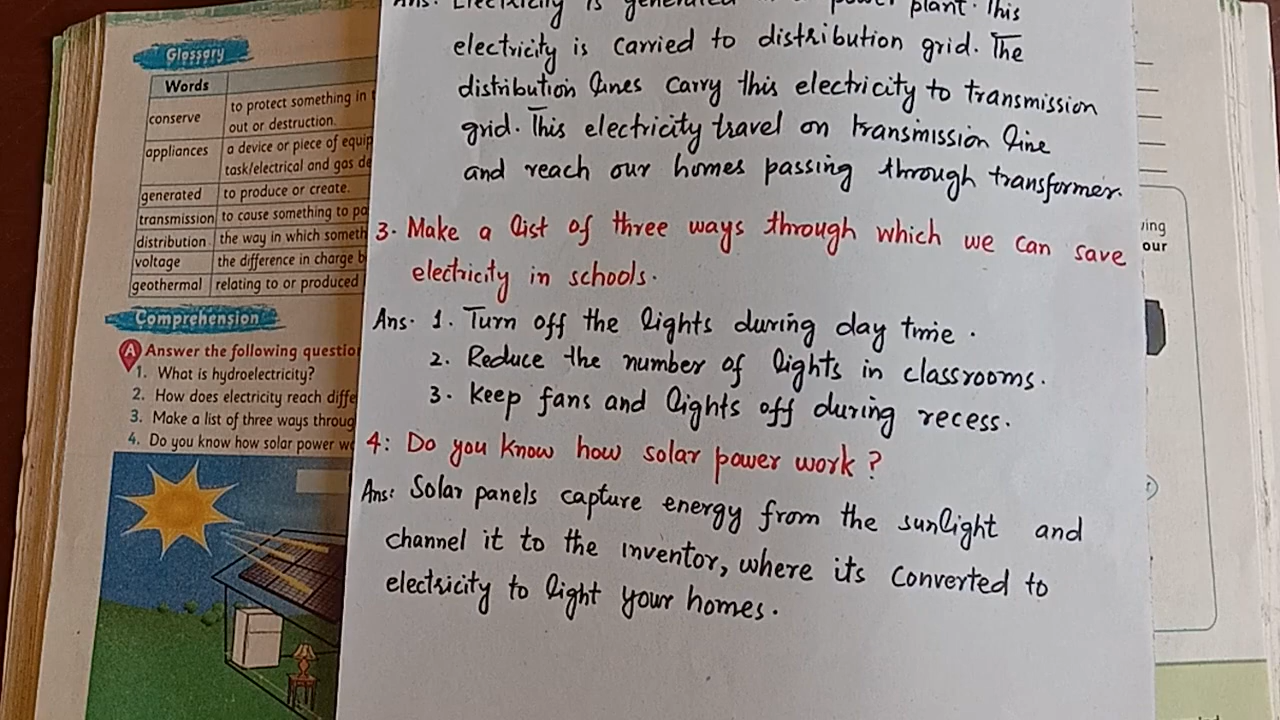 Glossary
Words
conserve
to protect something in
out or destruction.
appliances
a device or piece of equip
task/electrical and gas de
generated
to produce or create.
transmission
to cause something to pa
distribution
the way in which someth
voltage
the difference in charge b
geothermal
relating to or produced
Comprehension
A Answer the following questio
1. What is hydroelectricity?
2. How does electricity reach diffe
3. Make a list of three ways throug
4. Do you know how solar power wo
Ans. Electricity is generated plant. This
electricity is carried to distribution grid. The
distribution lines carry this electricity to transmission
grid. This electricity travel on transmission line
and reach our homes passing through transformer.
3. Make a list of three ways through which we can save
electricity in schools.
Ans. 1. Turn off the lights during day time.
2. Reduce the number of lights in classrooms.
3. Keep fans and lights off during recess.
4: Do you know how solar power work?
Ans: Solar panels capture energy from the sunlight and
channel it to the inventor, where its converted to
electricity to light your homes.
ving
our